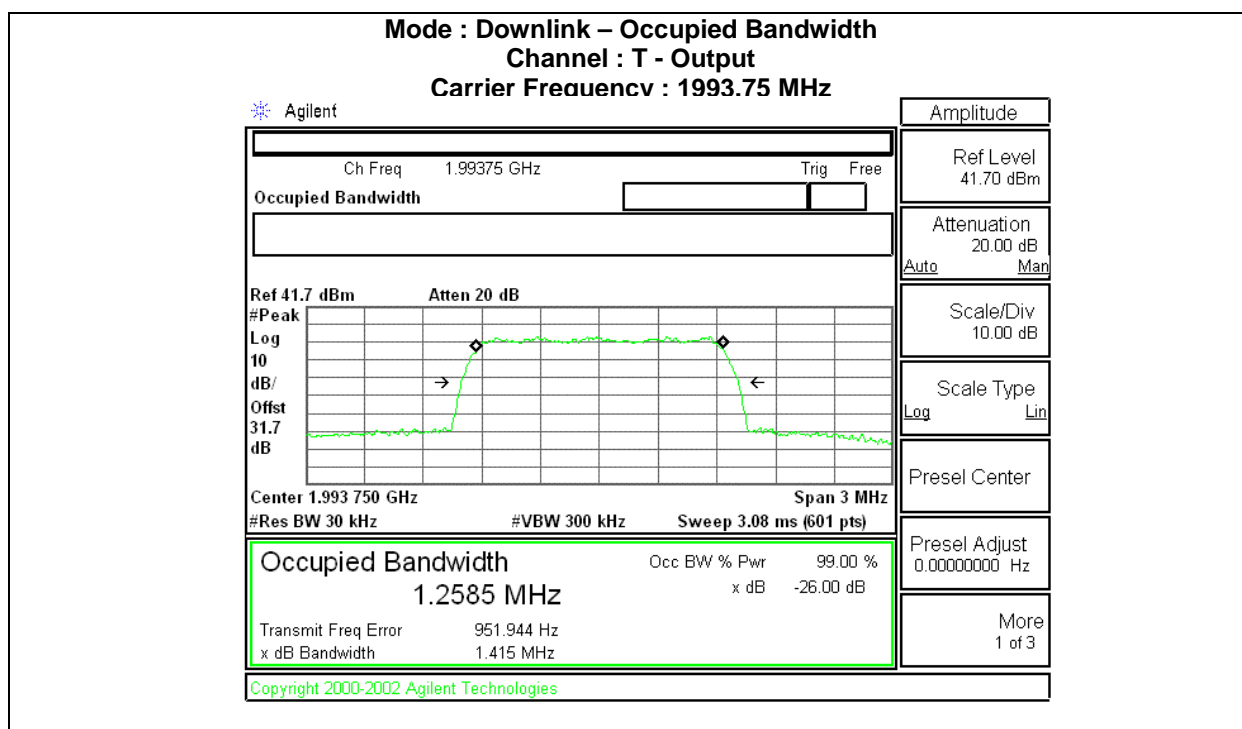 Mode : Downlink – Occupied Bandwidth
Channel : T - Output
Carrier Frequency : 1993.75 MHz
Agilent
Ch Freq 1.99375 GHz Trig Free
Occupied Bandwidth
Ref 41.7 dBm Atten 20 dB
#Peak
Log
10
dB/
Offst
31.7
dB
Center 1.993 750 GHz Span 3 MHz
#Res BW 30 kHz #VBW 300 kHz Sweep 3.08 ms (601 pts)
Occupied Bandwidth Occ BW % Pwr 99.00 %
1.2585 MHz x dB -26.00 dB
Transmit Freq Error 951.944 Hz
x dB Bandwidth 1.415 MHz
Copyright 2000-2002 Agilent Technologies
Amplitude
Ref Level
41.70 dBm
Attenuation
20.00 dB
Auto Man
Scale/Div
10.00 dB
Scale Type
Log Lin
Presel Center
Presel Adjust
0.00000000 Hz
More
1 of 3